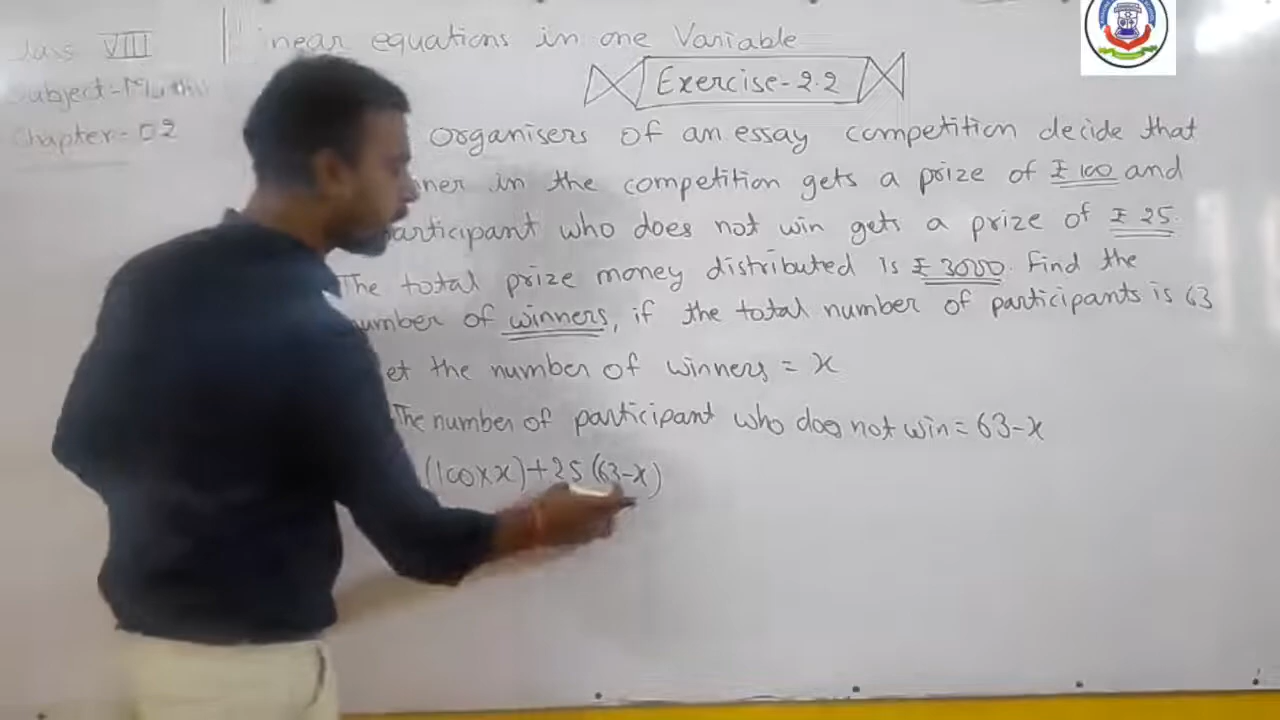 Class VIII
Linear equations in one Variable
Subject-Maths
Exercise-2.2
Chapter-02
organisers of an essay competition decide that
in the competition gets a prize of ₹ 100 and
participant who does not win gets a prize of ₹ 25.
The total prize money distributed is ₹ 3000. Find the
number of winners, if the total number of participants is 63
et the number of winners = x
The number of participant who does not win = 63-x
(100×x)+25(63-x)